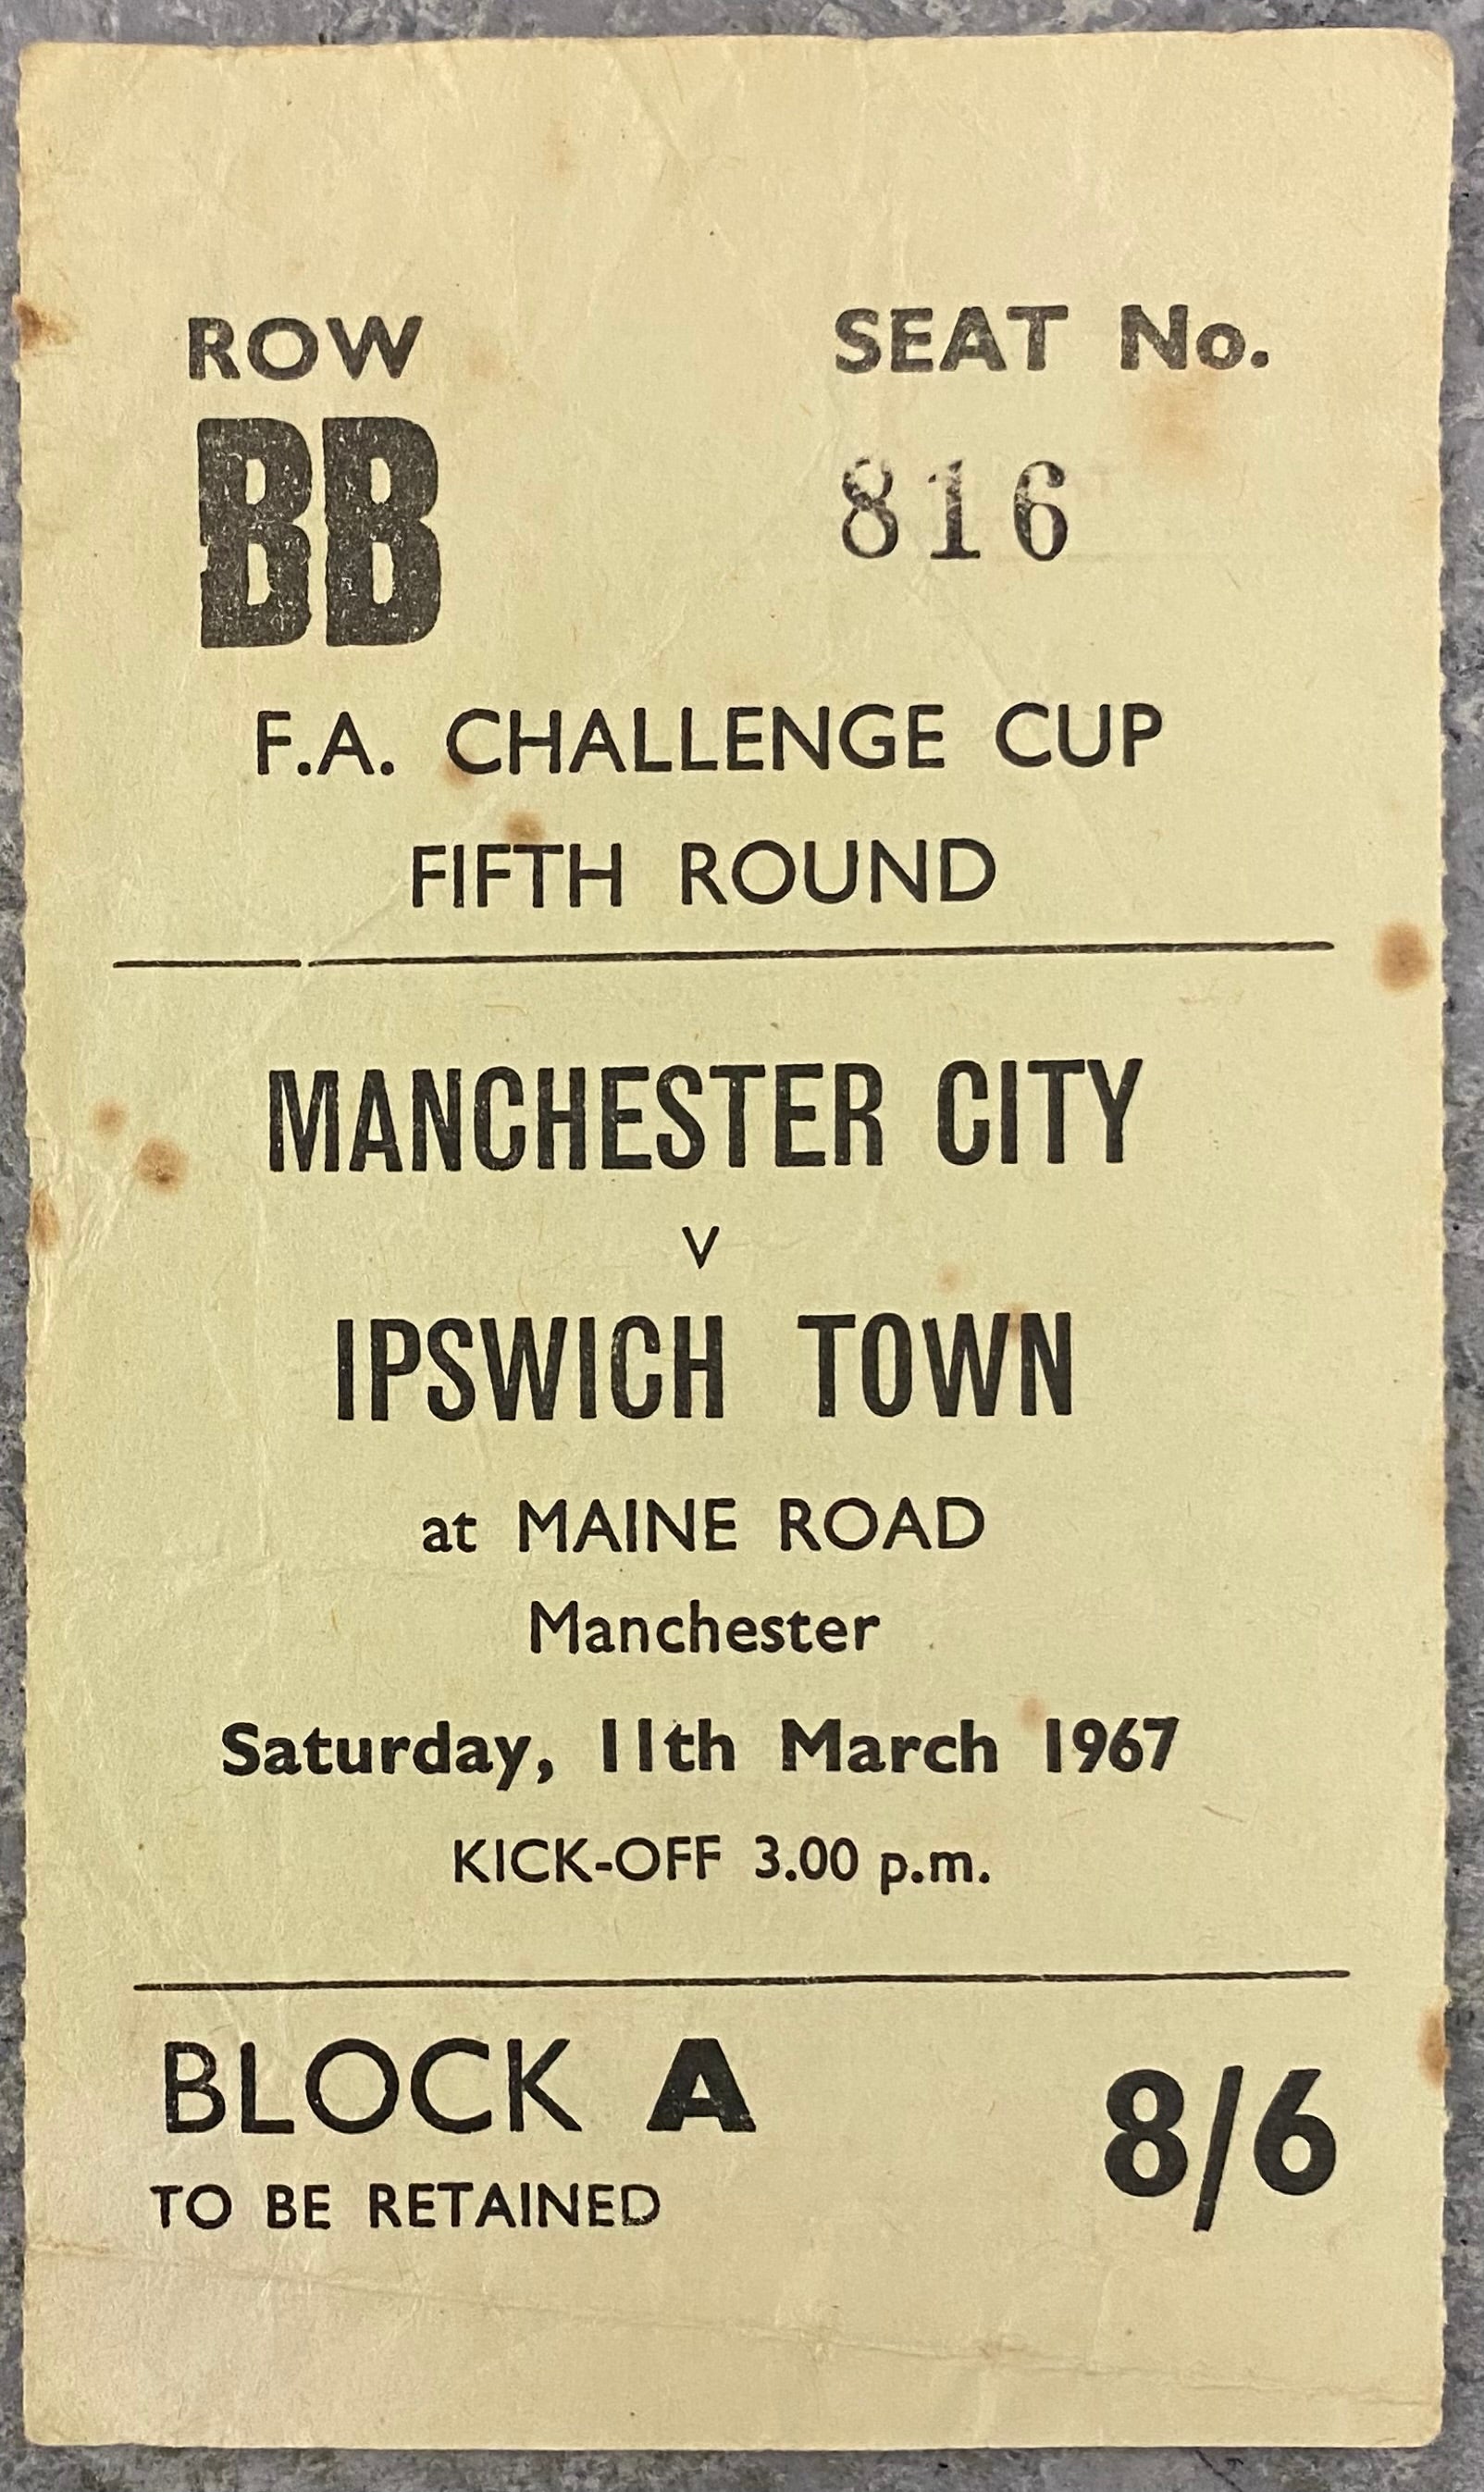 ROW SEAT No.
BB 816
F.A. CHALLENGE CUP
FIFTH ROUND
MANCHESTER CITY
v
IPSWICH TOWN
at MAINE ROAD
Manchester
Saturday, 11th March 1967
KICK-OFF 3.00 p.m.
BLOCK A 8/6
TO BE RETAINED